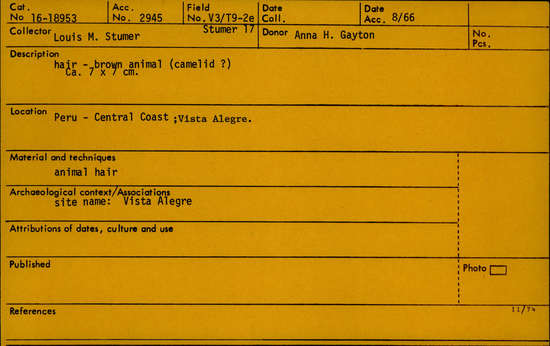 Cat. No 16-18953 Acc. No. 2945 Field No. V3/T9-2e Date Coll. Date Acc. 8/66
Stumer 17
Collector Louis M. Stumer Donor Anna H. Gayton No. Pcs.
Description
hair - brown animal (camelid ?)
Ca. 7 x 7 cm.
Location Peru - Central Coast ;Vista Alegre.
Material and techniques
animal hair
Archaeological context/Associations
site name: Vista Alegre
Attributions of dates, culture and use
Published
Photo
References
11/74